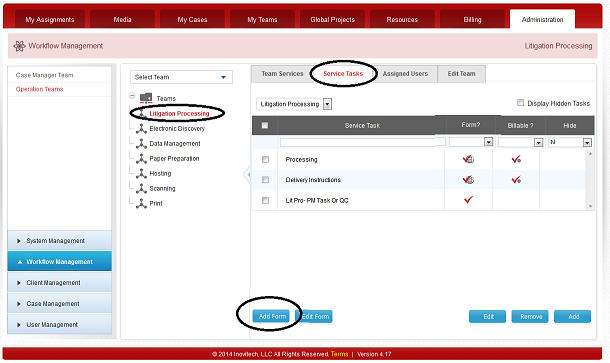 My Assignments Media My Cases My Teams Global Projects Resources Billing Administration
Workflow Management Litigation Processing
Case Manager Team
Operation Teams
System Management
Workflow Management
Client Management
Case Management
User Management
Select Team
Teams
Litigation Processing
Electronic Discovery
Data Management
Paper Preparation
Hosting
Scanning
Print
Team Services Service Tasks Assigned Users Edit Team
Litigation Processing Display Hidden Tasks
Service Task Form? Billable? Hide
N
Processing
Delivery Instructions
Lit Pro- PM Task Or QC
Add Form Edit Form Edit Remove Add
© 2014 Inovitech, LLC All Rights Reserved. Terms | Version 4.17